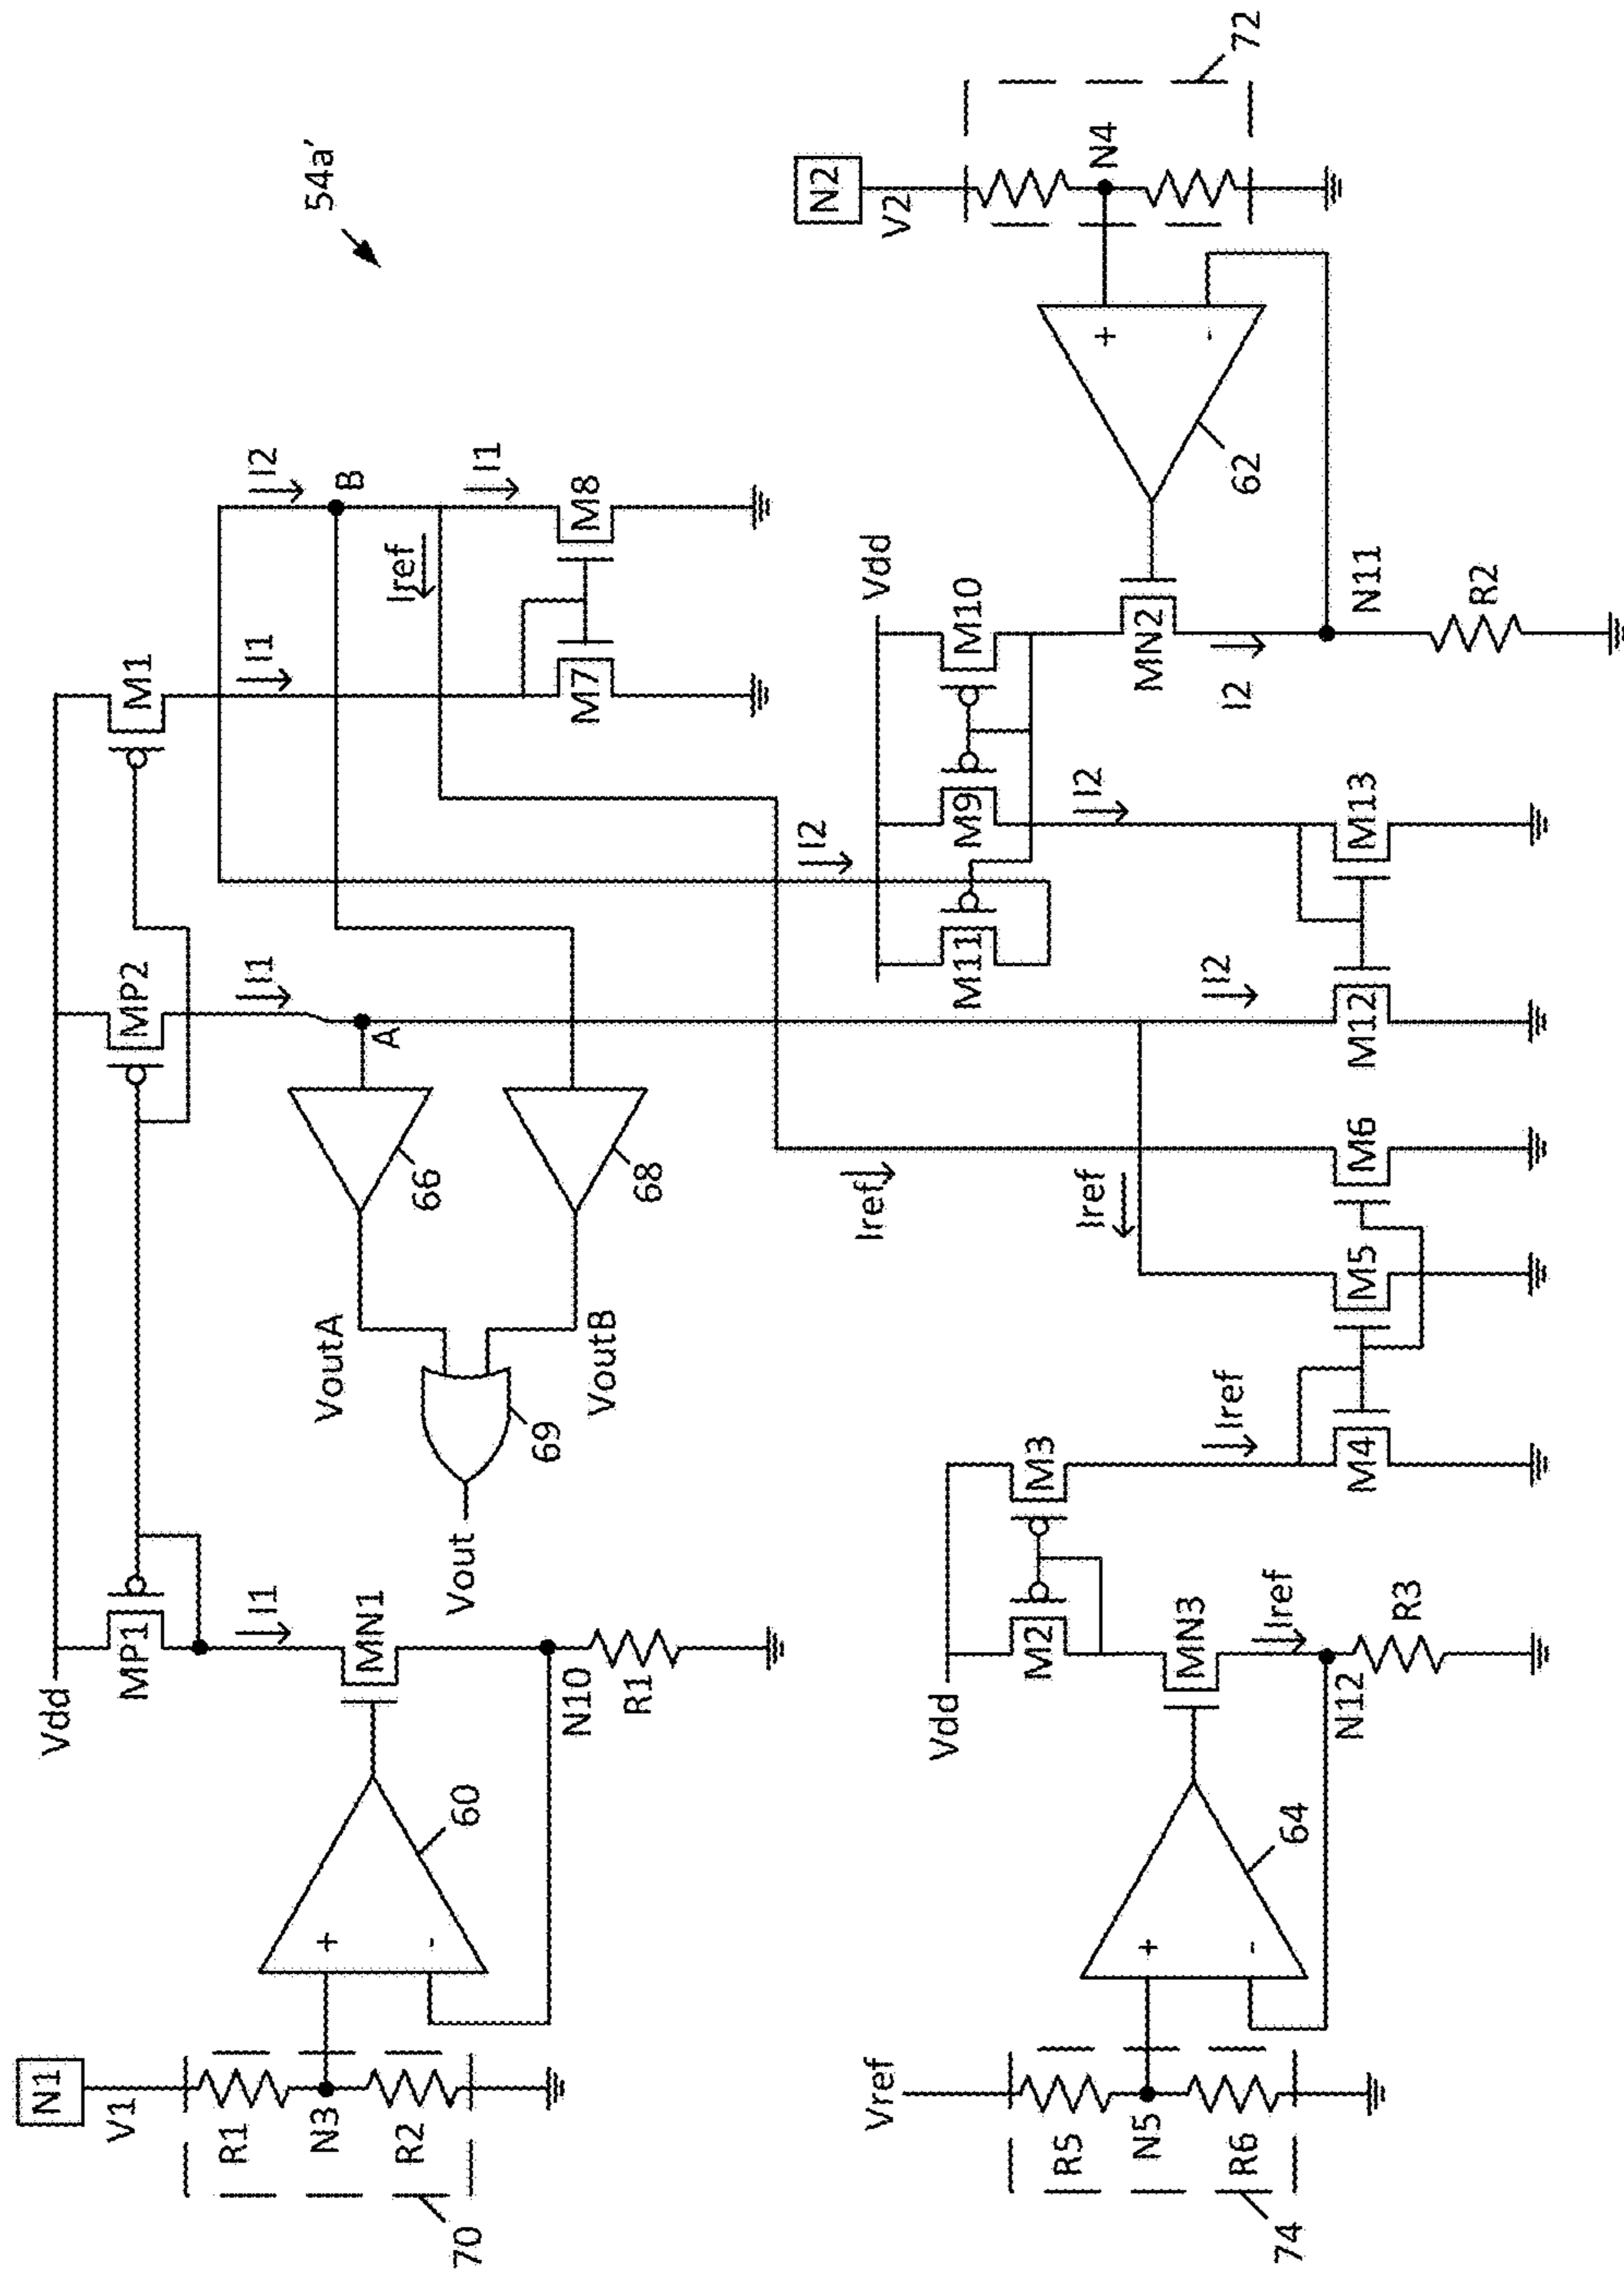 54a'
Vdd
MP1
MP2
M1
I1
I1
I1
I2
N1
V1
R1
N3
R2
70
+
-
60
MN1
N10
R1
A
B
66
68
VoutA
VoutB
69
Vout
Iref
I1
M7
M8
Vref
R5
N5
R6
74
+
-
64
Vdd
M2
M3
MN3
Iref
N12
R3
Iref
M4
M5
M6
Iref
Iref
I2
M12
M13
I2
I2
Vdd
M11
M9
M10
MN2
I2
N11
R2
62
+
-
N2
V2
N4
72